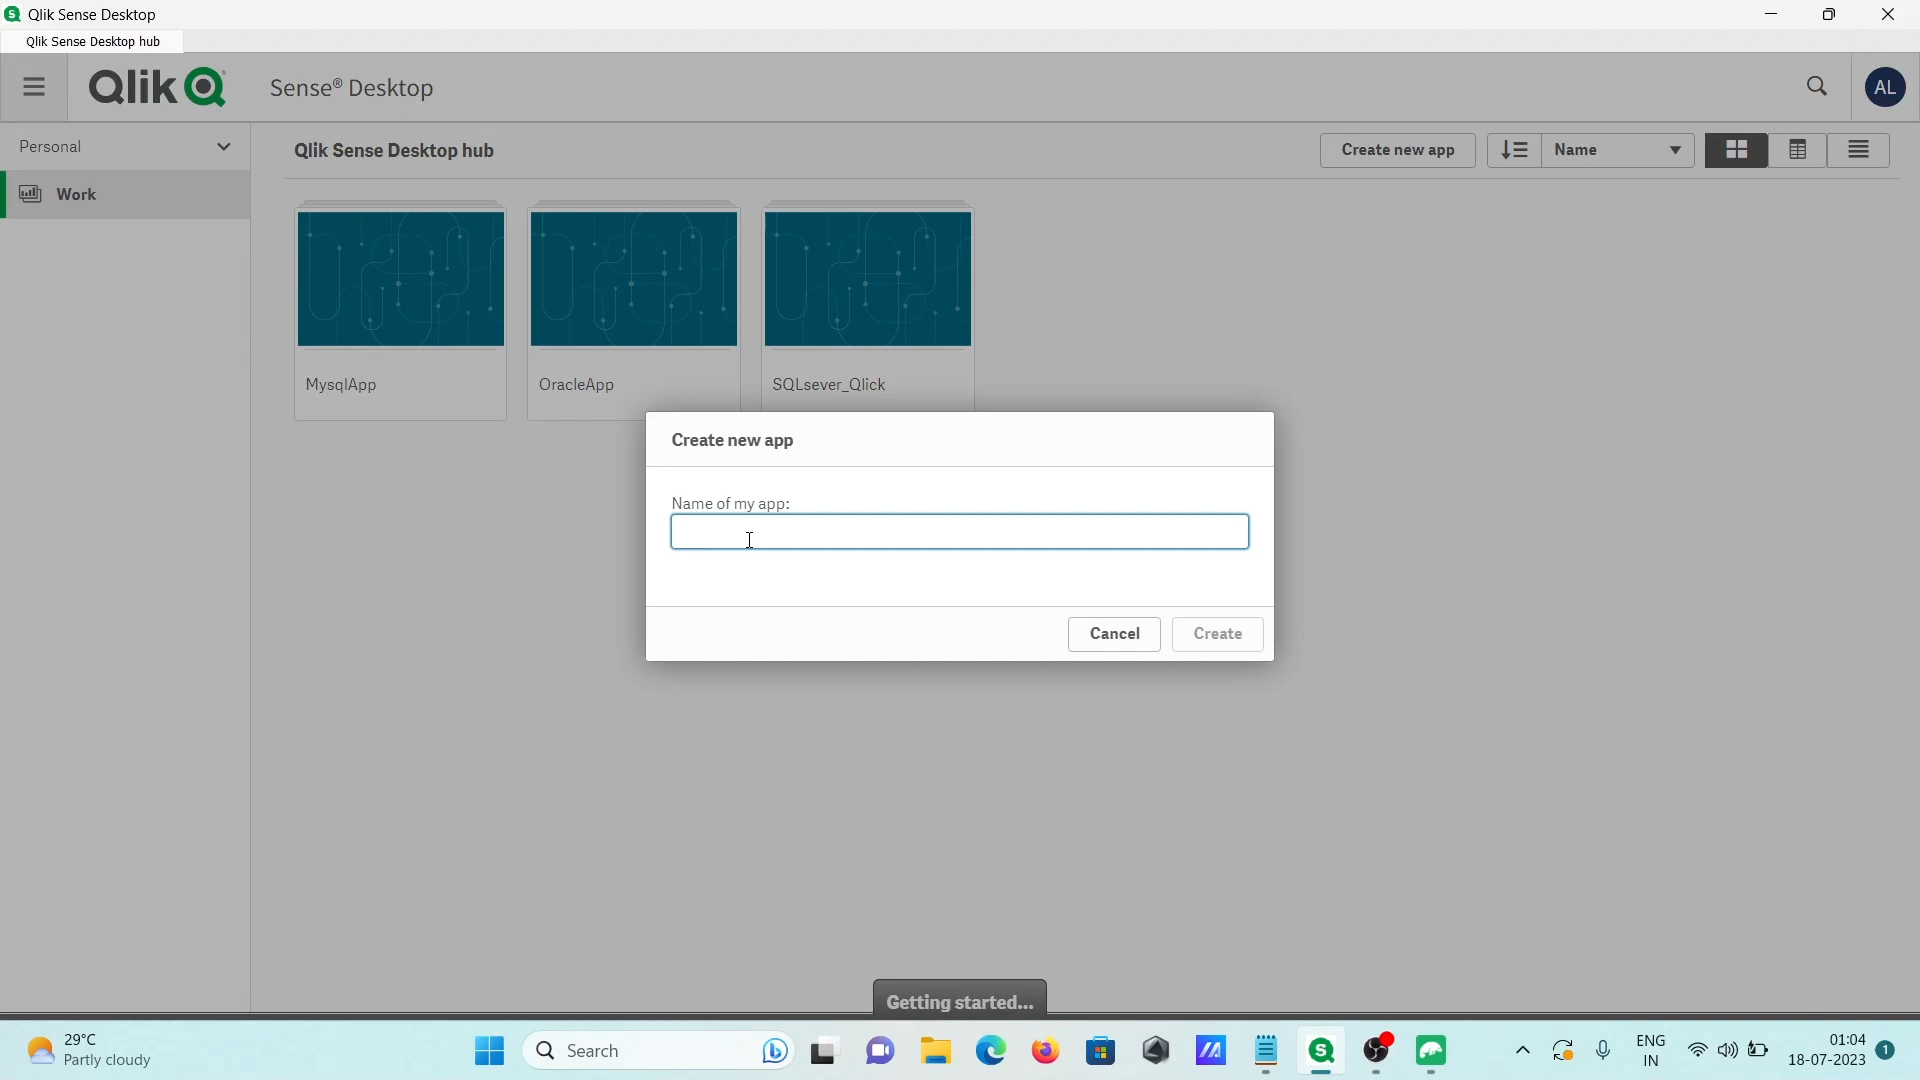 Qlik Sense Desktop
Qlik Sense Desktop hub
Qlik Sense® Desktop AL
Personal
Work
Qlik Sense Desktop hub
Create new app Name
MysqlApp OracleApp SQLsever_Qlick
Create new app
Name of my app:
Cancel Create
Getting started...
29°C
Partly cloudy
Search
ENG
IN
01:04
18-07-2023
1